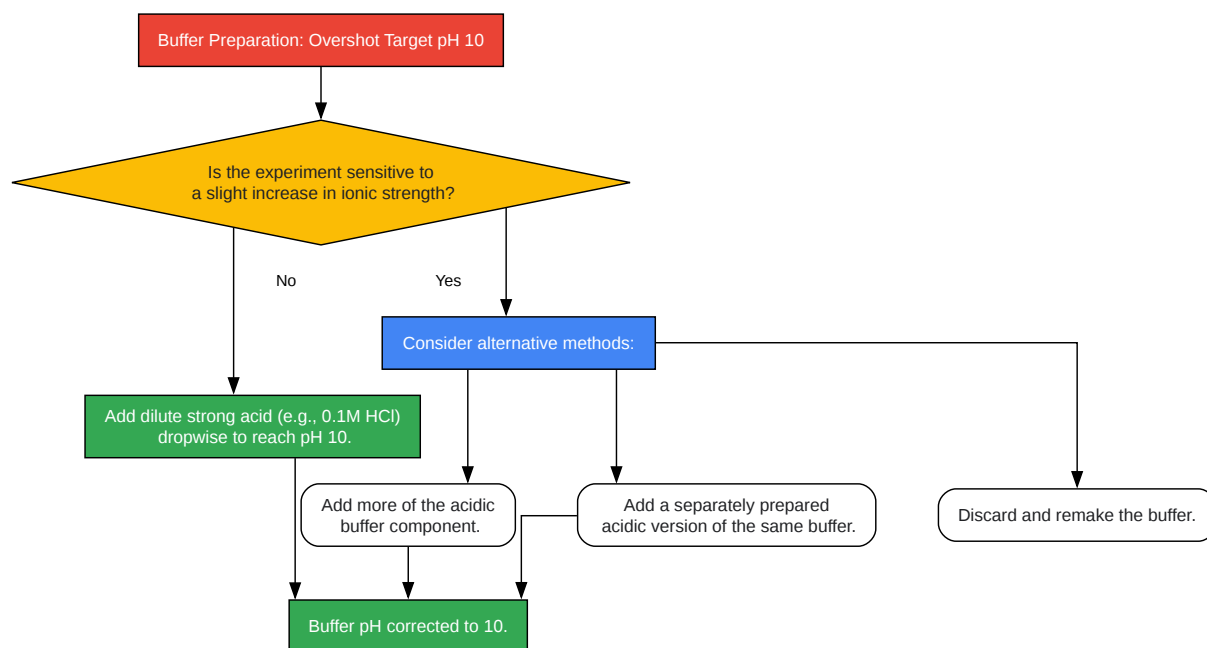 Buffer Preparation: Overshot Target pH 10
Is the experiment sensitive to
a slight increase in ionic strength?
No
Yes
Consider alternative methods:
Add dilute strong acid (e.g., 0.1M HCl)
dropwise to reach pH 10.
Add more of the acidic
buffer component.
Add a separately prepared
acidic version of the same buffer.
Discard and remake the buffer.
Buffer pH corrected to 10.